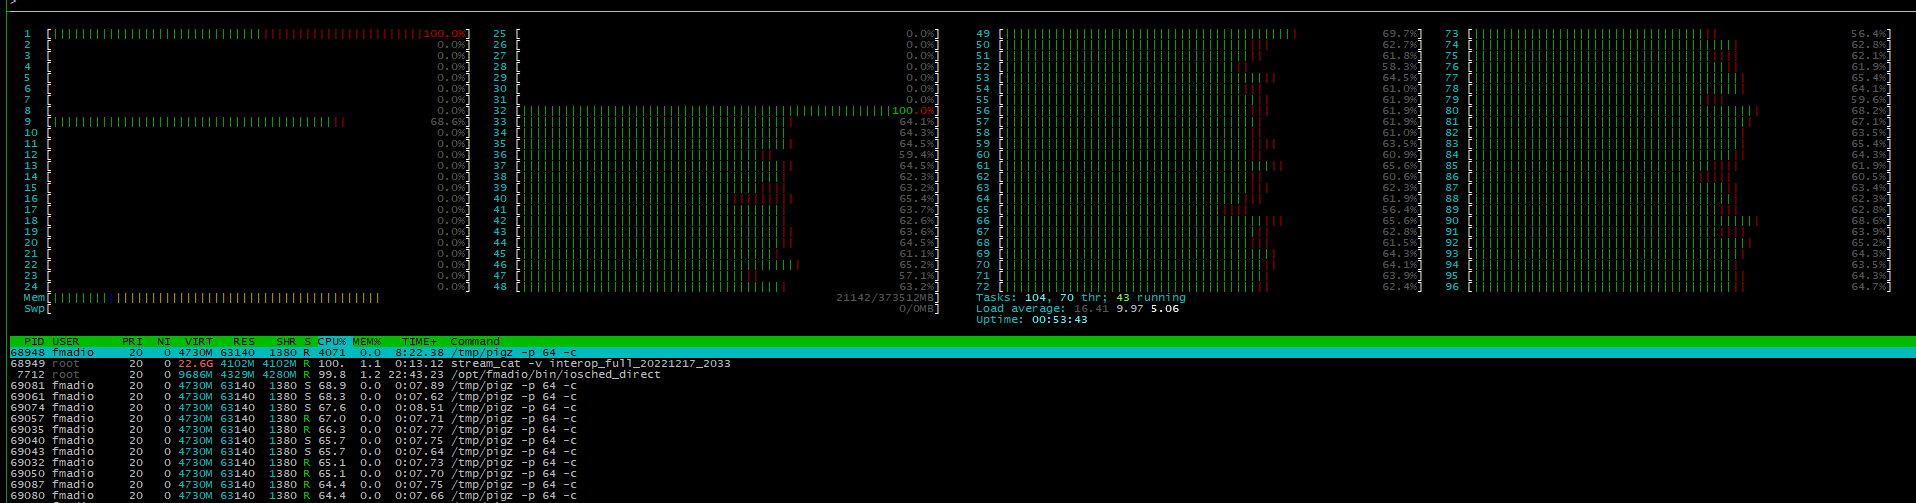 >
1 [100.0%] 25 [0.0%] 49 [69.7%] 73 [56.4%]
2 [0.0%] 26 [0.0%] 50 [62.7%] 74 [62.8%]
3 [0.0%] 27 [0.0%] 51 [61.8%] 75 [62.1%]
4 [0.0%] 28 [0.0%] 52 [58.3%] 76 [61.9%]
5 [0.0%] 29 [0.0%] 53 [64.5%] 77 [65.4%]
6 [0.0%] 30 [0.0%] 54 [61.0%] 78 [64.1%]
7 [0.0%] 31 [0.0%] 55 [61.9%] 79 [59.6%]
8 [0.0%] 32 [100.0%] 56 [61.9%] 80 [68.2%]
9 [68.6%] 33 [64.1%] 57 [61.9%] 81 [67.1%]
10 [0.0%] 34 [64.3%] 58 [61.0%] 82 [63.5%]
11 [0.0%] 35 [64.5%] 59 [63.5%] 83 [65.4%]
12 [0.0%] 36 [59.4%] 60 [60.9%] 84 [64.3%]
13 [0.0%] 37 [64.5%] 61 [65.6%] 85 [61.9%]
14 [0.0%] 38 [62.3%] 62 [60.6%] 86 [60.5%]
15 [0.0%] 39 [63.2%] 63 [62.3%] 87 [63.4%]
16 [0.0%] 40 [65.4%] 64 [61.9%] 88 [62.3%]
17 [0.0%] 41 [63.7%] 65 [56.4%] 89 [62.8%]
18 [0.0%] 42 [62.6%] 66 [65.6%] 90 [68.6%]
19 [0.0%] 43 [63.6%] 67 [62.8%] 91 [63.9%]
20 [0.0%] 44 [64.5%] 68 [61.5%] 92 [65.2%]
21 [0.0%] 45 [61.1%] 69 [64.3%] 93 [64.3%]
22 [0.0%] 46 [65.2%] 70 [64.1%] 94 [63.5%]
23 [0.0%] 47 [57.1%] 71 [63.9%] 95 [64.3%]
24 [0.0%] 48 [63.2%] 72 [62.4%] 96 [64.7%]
Mem[21142/373512MB] Tasks: 104, 70 thr; 43 running
Swp[0/0MB] Load average: 16.41 9.97 5.06
Uptime: 00:53:43
PID USER PRI NI VIRT RES SHR S CPU% MEM% TIME+ Command
68948 fmadio 20 0 4730M 63140 1380 R 4071 0.0 8:22.38 /tmp/pigz -p 64 -c
68949 root 20 0 22.6G 4102M 4102M R 100. 1.1 0:13.12 stream_cat -v interop_full_20221217_2033
7712 root 20 0 9686M 4329M 4280M R 99.8 1.2 22:43.23 /opt/fmadio/bin/iosched_direct
69081 fmadio 20 0 4730M 63140 1380 S 68.9 0.0 0:07.89 /tmp/pigz -p 64 -c
69061 fmadio 20 0 4730M 63140 1380 S 68.3 0.0 0:07.62 /tmp/pigz -p 64 -c
69074 fmadio 20 0 4730M 63140 1380 S 67.6 0.0 0:08.51 /tmp/pigz -p 64 -c
69057 fmadio 20 0 4730M 63140 1380 R 67.0 0.0 0:07.71 /tmp/pigz -p 64 -c
69035 fmadio 20 0 4730M 63140 1380 R 66.3 0.0 0:07.77 /tmp/pigz -p 64 -c
69040 fmadio 20 0 4730M 63140 1380 S 65.7 0.0 0:07.75 /tmp/pigz -p 64 -c
69043 fmadio 20 0 4730M 63140 1380 S 65.7 0.0 0:07.64 /tmp/pigz -p 64 -c
69032 fmadio 20 0 4730M 63140 1380 R 65.1 0.0 0:07.73 /tmp/pigz -p 64 -c
69050 fmadio 20 0 4730M 63140 1380 R 65.1 0.0 0:07.70 /tmp/pigz -p 64 -c
69087 fmadio 20 0 4730M 63140 1380 R 64.4 0.0 0:07.75 /tmp/pigz -p 64 -c
69080 fmadio 20 0 4730M 63140 1380 R 64.4 0.0 0:07.66 /tmp/pigz -p 64 -c